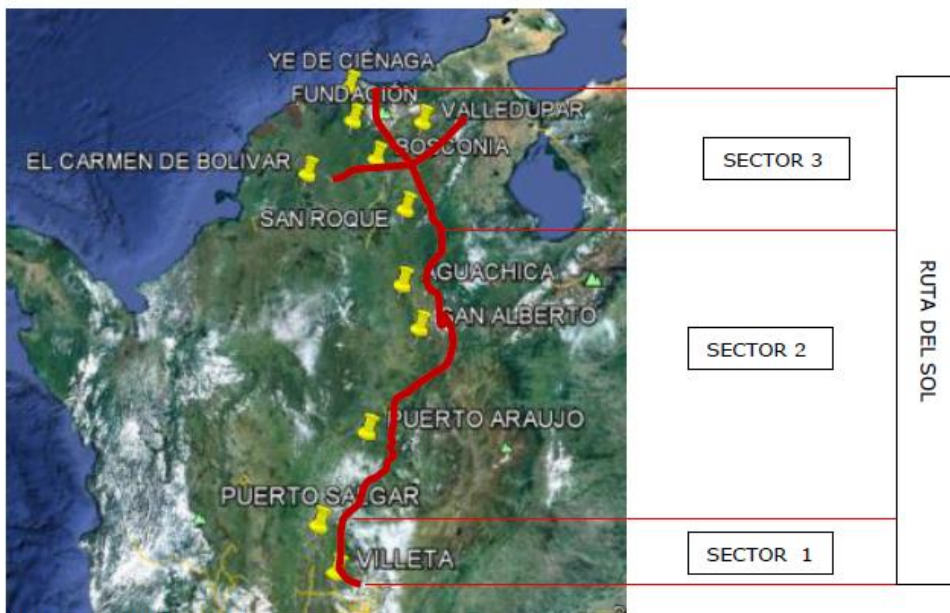 YE DE CIÉNAGA
FUNDACIÓN
VALLEDUPAR
BOSCONIA
EL CARMEN DE BOLIVAR
SAN ROQUE
AGUACHICA
SAN ALBERTO
PUERTO ARAUJO
PUERTO SALGAR
VILLETA
SECTOR 3
SECTOR 2
SECTOR 1
RUTA DEL SOL